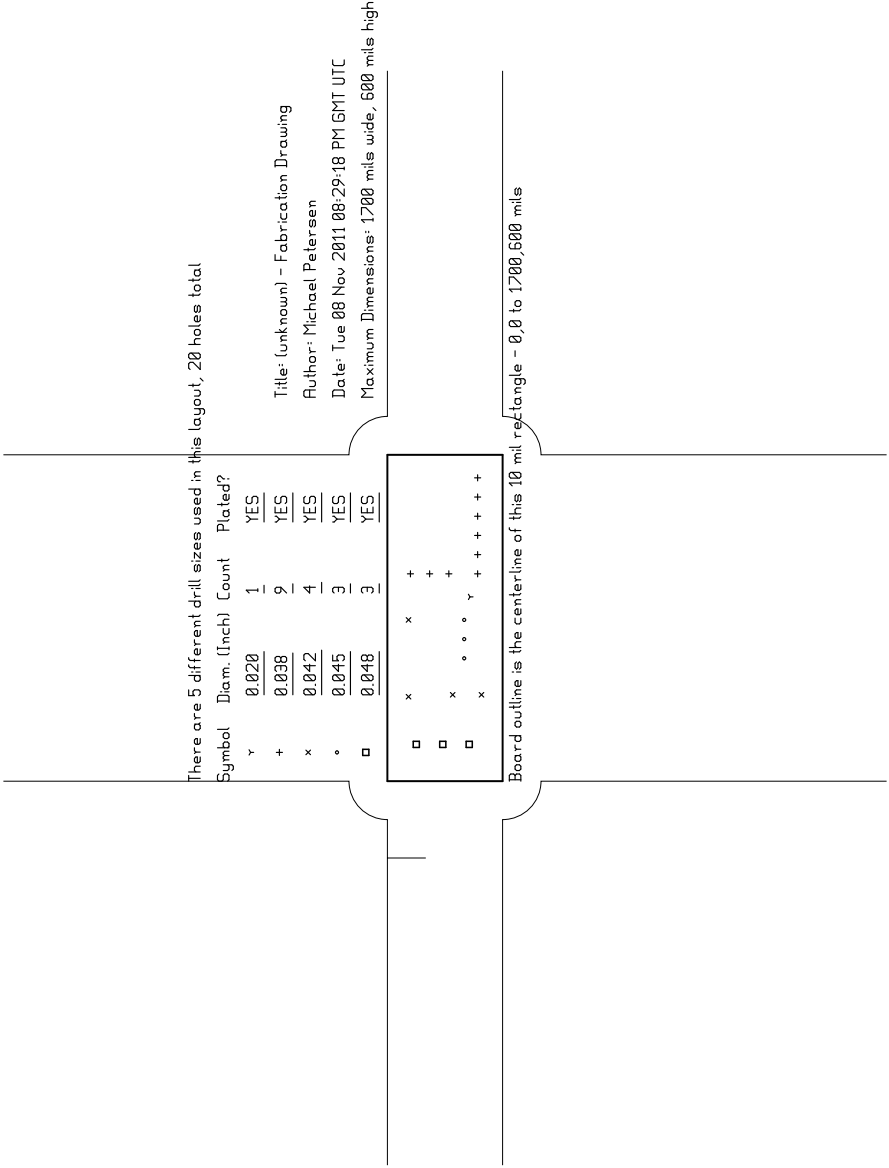 There are 5 different drill sizes used in this layout, 20 holes total
Symbol Diam. (Inch) Count Plated?
0.020 1 YES
0.038 9 YES
0.042 4 YES
0.045 3 YES
0.048 3 YES
Title: (unknown) - Fabrication Drawing
Author: Michael Petersen
Date: Tue 08 Nov 2011 08:29:18 PM GMT UTC
Maximum Dimensions: 1700 mils wide, 600 mils high
Board outline is the centerline of this 10 mil rectangle - 0,0 to 1700,600 mils